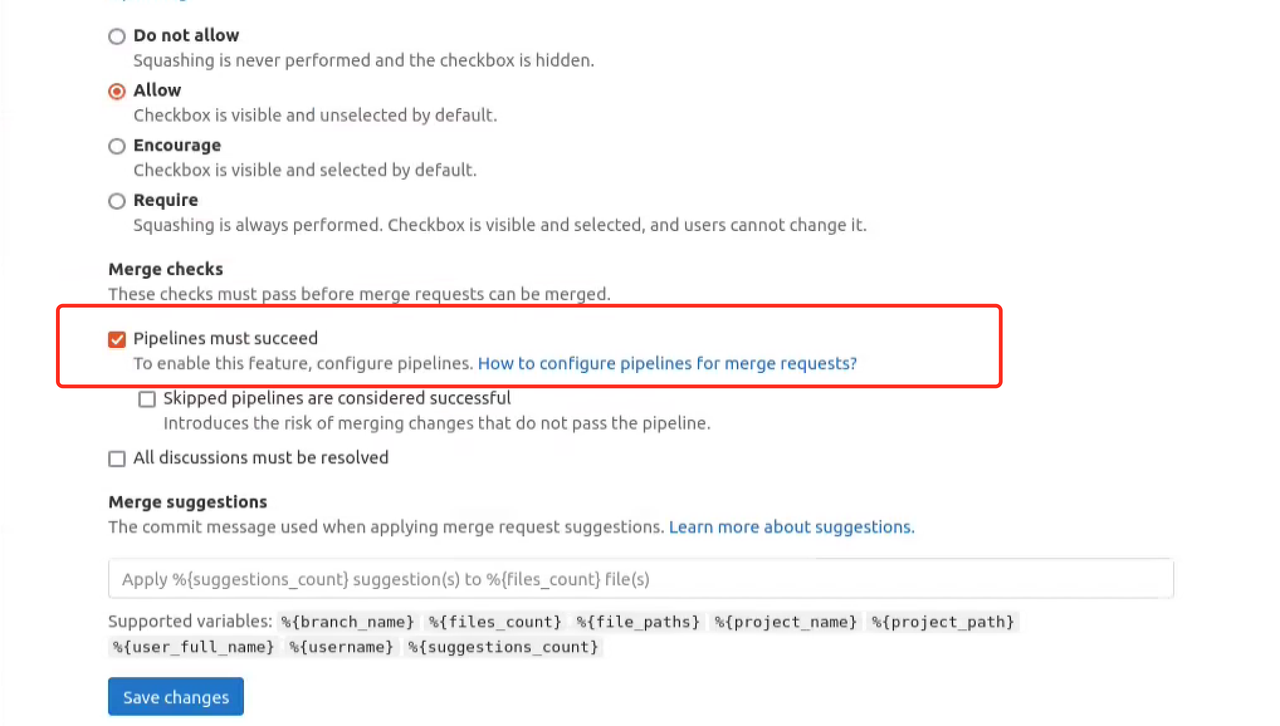 Do not allow
Squashing is never performed and the checkbox is hidden.
Allow
Checkbox is visible and unselected by default.
Encourage
Checkbox is visible and selected by default.
Require
Squashing is always performed. Checkbox is visible and selected, and users cannot change it.
Merge checks
These checks must pass before merge requests can be merged.
Pipelines must succeed
To enable this feature, configure pipelines. How to configure pipelines for merge requests?
Skipped pipelines are considered successful
Introduces the risk of merging changes that do not pass the pipeline.
All discussions must be resolved
Merge suggestions
The commit message used when applying merge request suggestions. Learn more about suggestions.
Apply %{suggestions_count} suggestion(s) to %{files_count} file(s)
Supported variables: %{branch_name} %{files_count} %{file_paths} %{project_name} %{project_path}
%{user_full_name} %{username} %{suggestions_count}
Save changes